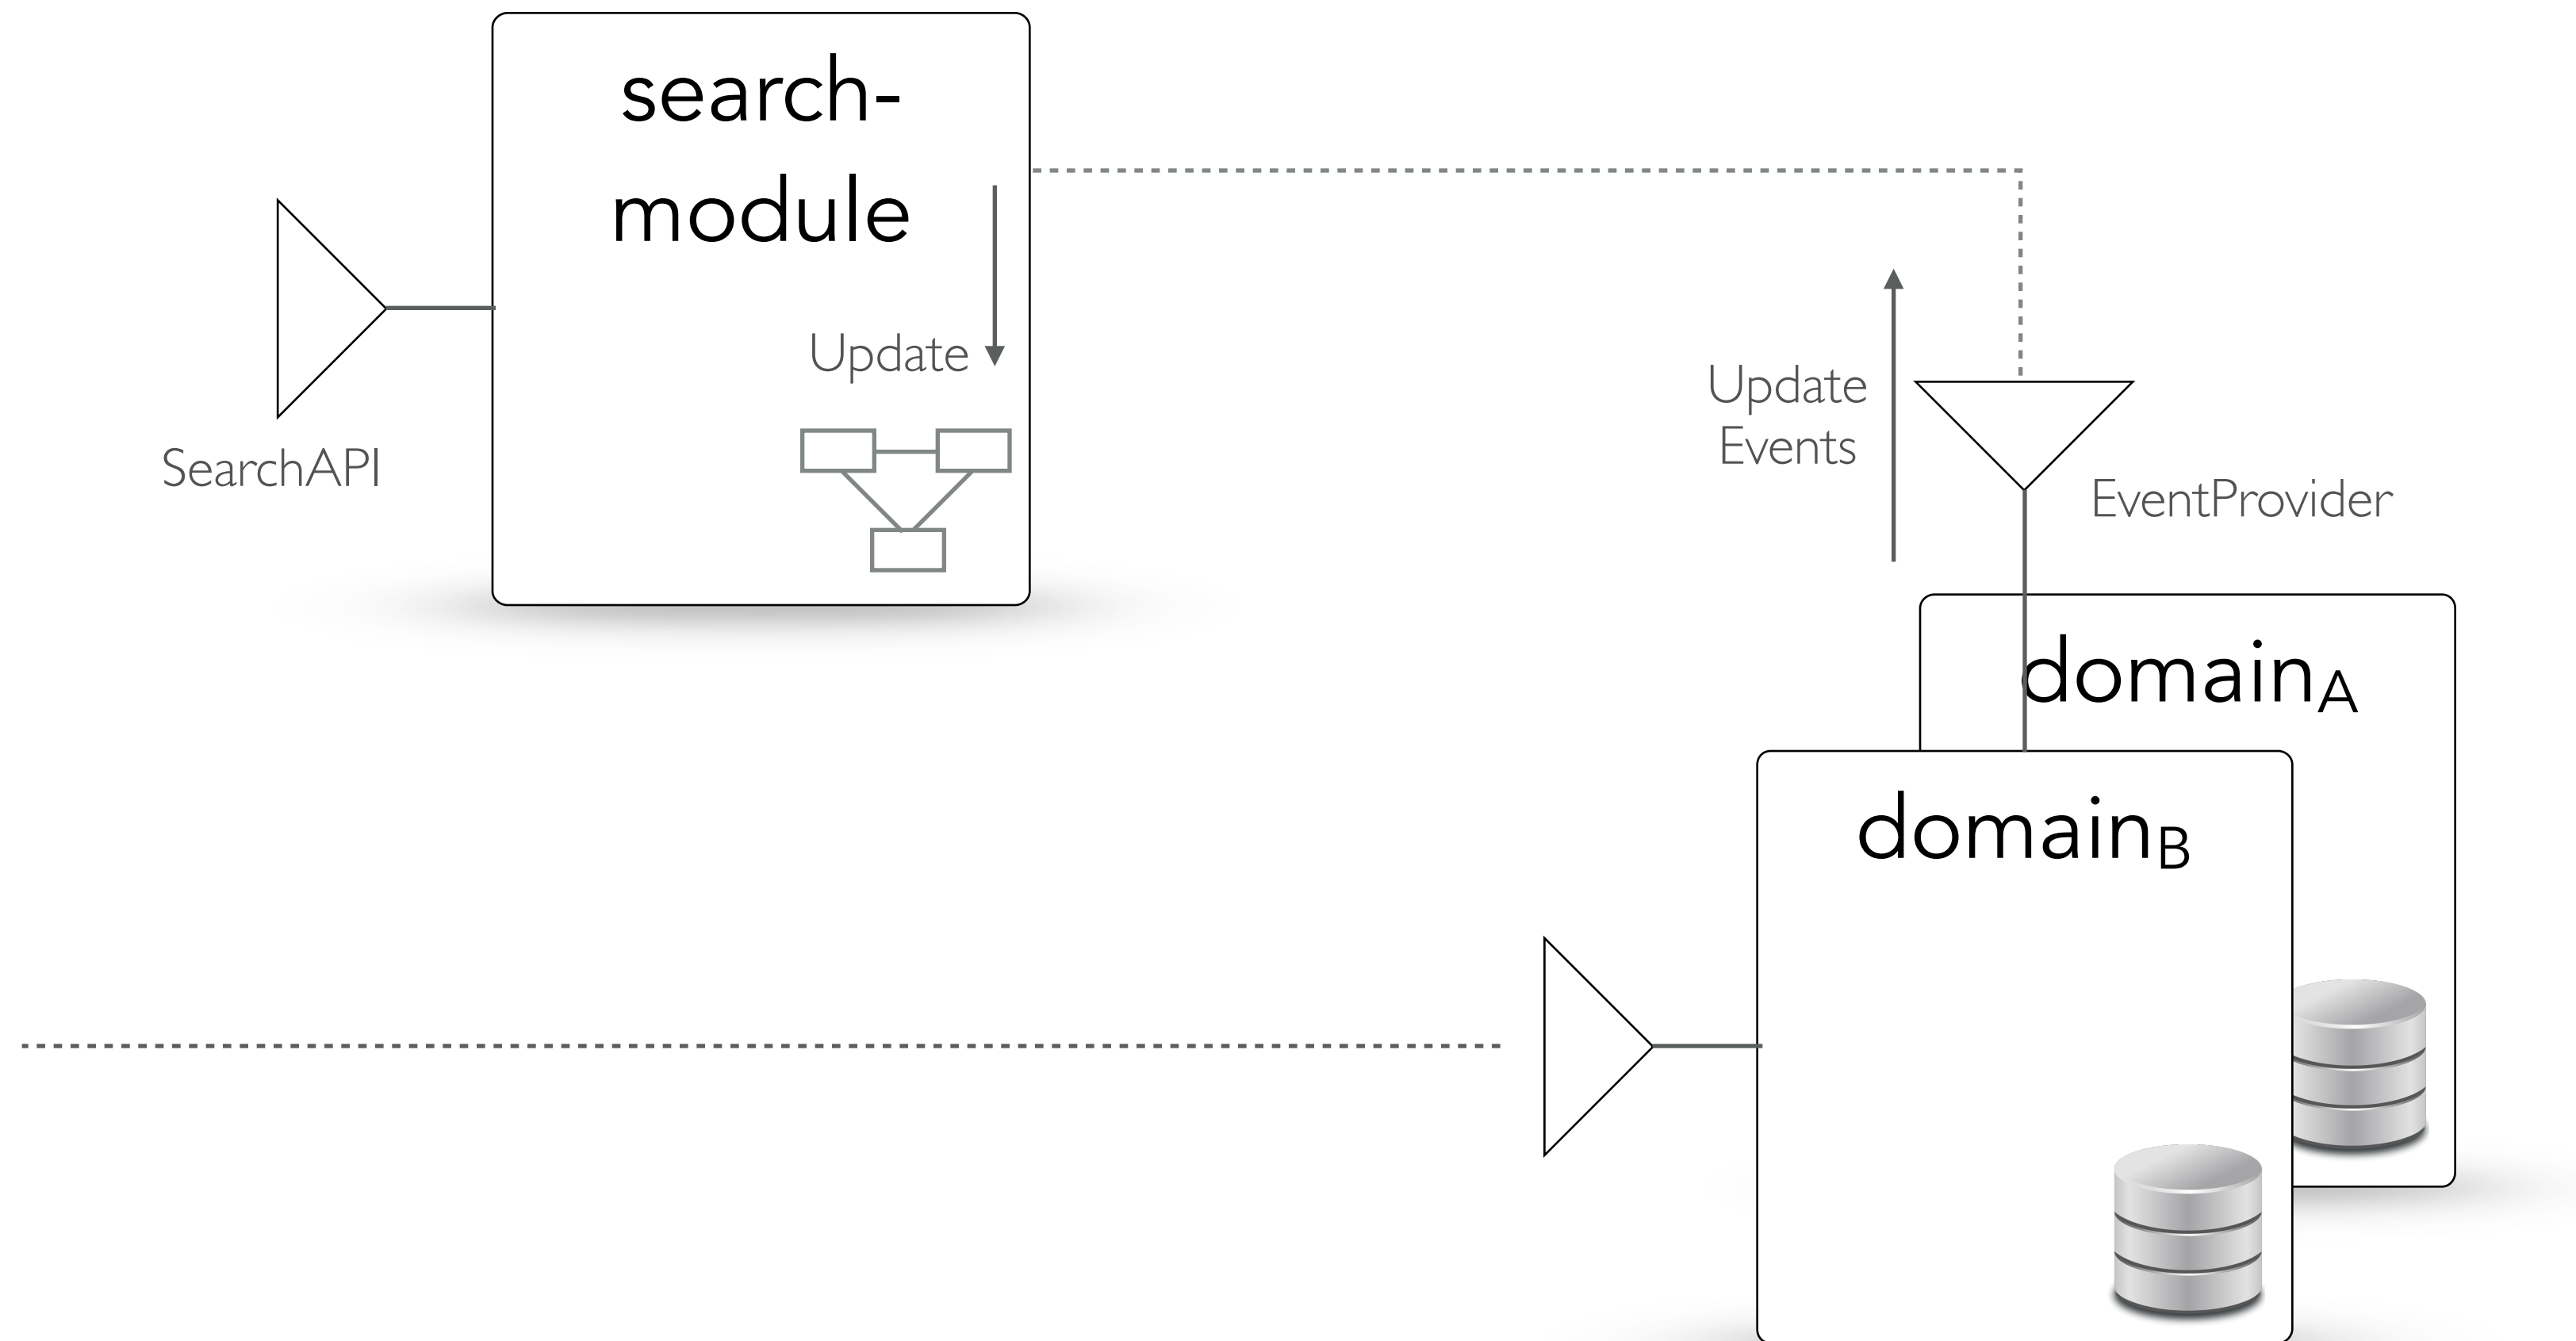 search-
module
Update
SearchAPI
Update
Events
EventProvider
domainA
domainB